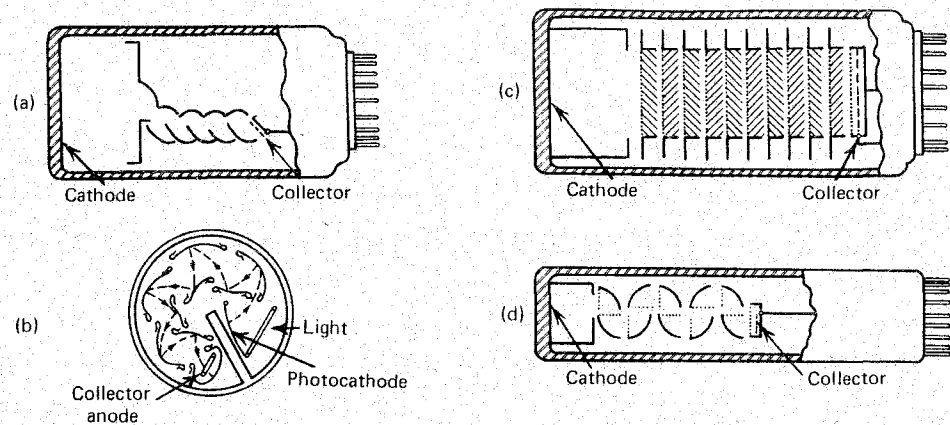 (a)
Cathode
Collector
(b)
Light
Photocathode
Collector
anode
(c)
Cathode
Collector
(d)
Cathode
Collector